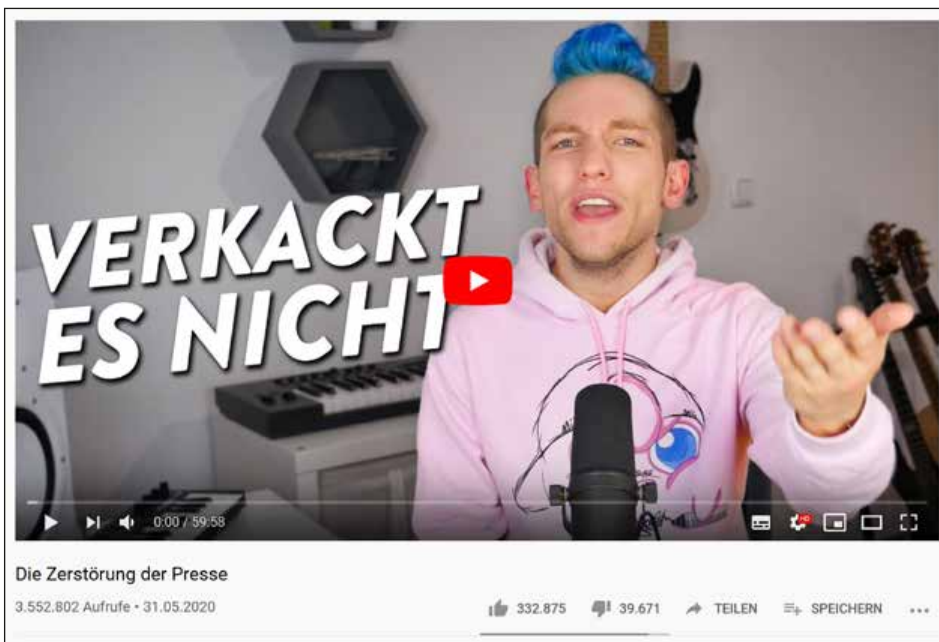 VERKACKT
ES NICHT
0:00 / 59:58
HD
Die Zerstörung der Presse
3.552.802 Aufrufe • 31.05.2020
332.875 39.671 TEILEN SPEICHERN